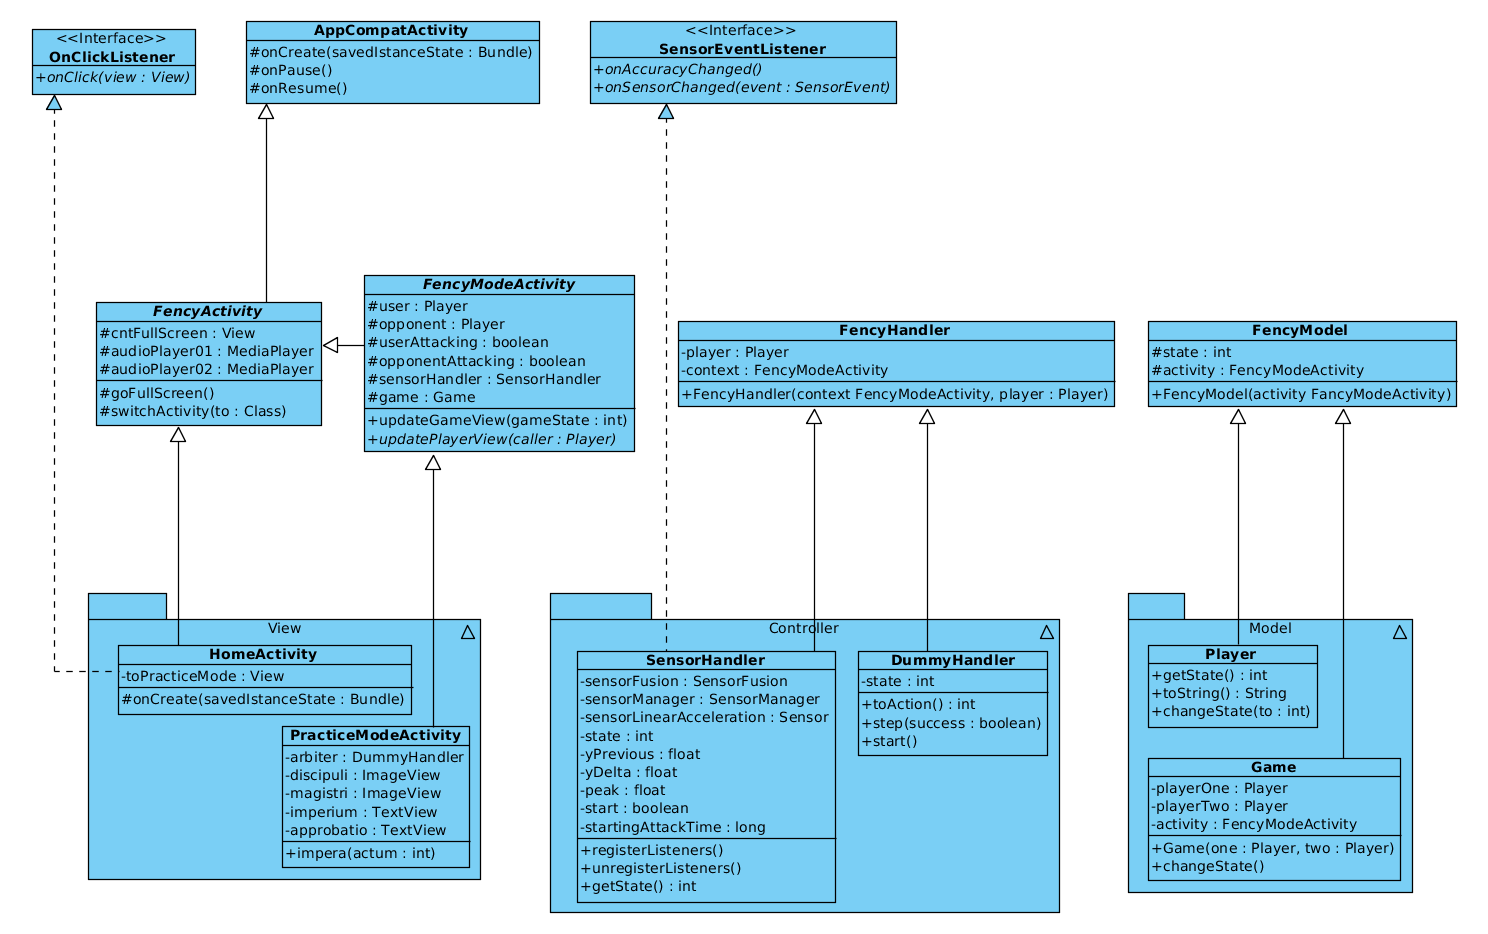 <<Interface>>
OnClickListener
+onClick(view : View)
AppCompatActivity
#onCreate(savedIstanceState : Bundle)
#onPause()
#onResume()
<<Interface>>
SensorEventListener
+onAccuracyChanged()
+onSensorChanged(event : SensorEvent)
FencyActivity
#cntFullScreen : View
#audioPlayer01 : MediaPlayer
#audioPlayer02 : MediaPlayer
#goFullScreen()
#switchActivity(to : Class)
FencyModeActivity
#user : Player
#opponent : Player
#userAttacking : boolean
#opponentAttacking : boolean
#sensorHandler : SensorHandler
#game : Game
+updateGameView(gameState : int)
+updatePlayerView(caller : Player)
FencyHandler
-player : Player
-context : FencyModeActivity
+FencyHandler(context FencyModeActivity, player : Player)
FencyModel
#state : int
#activity : FencyModeActivity
+FencyModel(activity FancyModeActivity)
View
HomeActivity
-toPracticeMode : View
#onCreate(savedIstanceState : Bundle)
PracticeModeActivity
-arbiter : DummyHandler
-discipuli : ImageView
-magistri : ImageView
-imperium : TextView
-approbatio : TextView
+impera(actum : int)
Controller
SensorHandler
-sensorFusion : SensorFusion
-sensorManager : SensorManager
-sensorLinearAcceleration : Sensor
-state : int
-yPrevious : float
-yDelta : float
-peak : float
-start : boolean
-startingAttackTime : long
+registerListeners()
+unregisterListeners()
+getState() : int
DummyHandler
-state : int
+toAction() : int
+step(success : boolean)
+start()
Model
Player
+getState() : int
+toString() : String
+changeState(to : int)
Game
-playerOne : Player
-playerTwo : Player
-activity : FencyModeActivity
+Game(one : Player, two : Player)
+changeState()